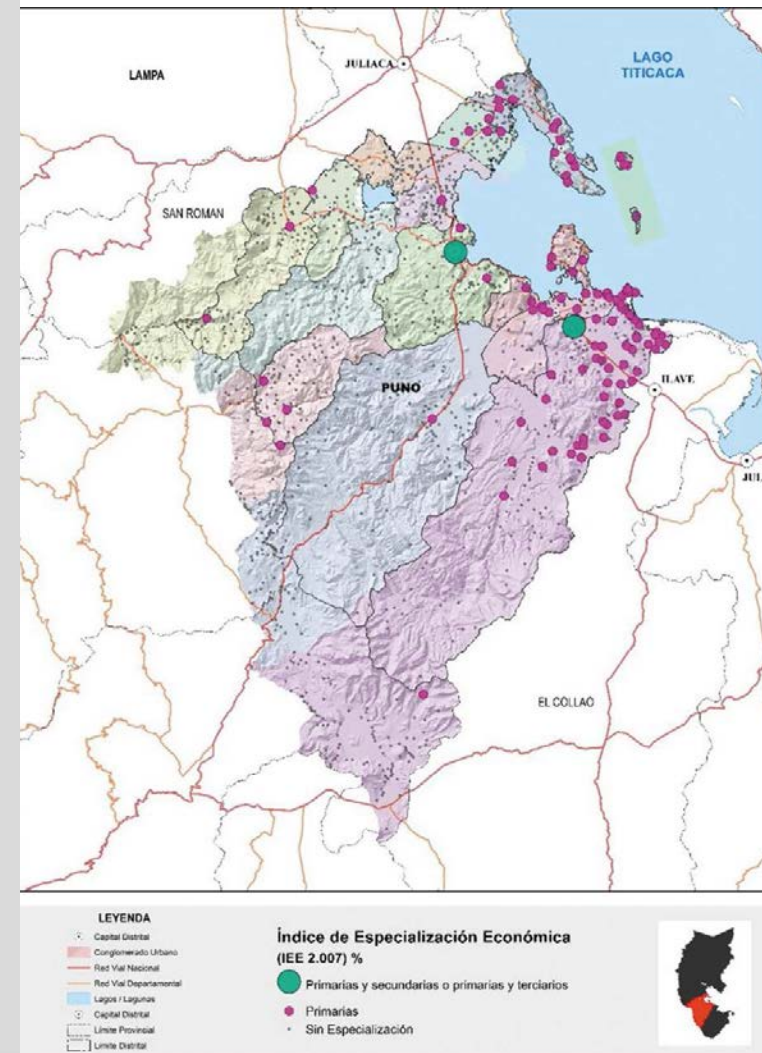 LAGO
TITICACA
JULIACA
LAMPA
SAN ROMAN
PUNO
ILAVE
JUL
EL COLLAO
LEYENDA
Capital Distrital
Conglomerado Urbano
Red Vial Nacional
Red Vial Departamental
Lagos / Lagunas
Capital Distrital
Límite Provincial
Límite Distrital
Índice de Especialización Económica
(IEE 2.007) %
Primarias y secundarias o primarias y terciarios
Primarias
Sin Especialización